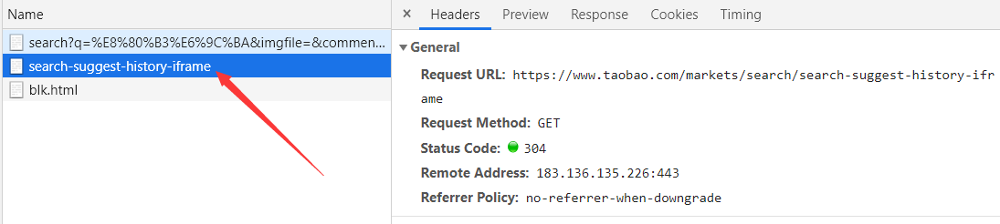 Name
search?q=%E8%80%B3%E6%9C%BA&imgfile=&commen...
search-suggest-history-iframe
blk.html
× Headers Preview Response Cookies Timing
▼ General
Request URL: https://www.taobao.com/markets/search/search-suggest-history-ifr
ame
Request Method: GET
Status Code: 304
Remote Address: 183.136.135.226:443
Referrer Policy: no-referrer-when-downgrade